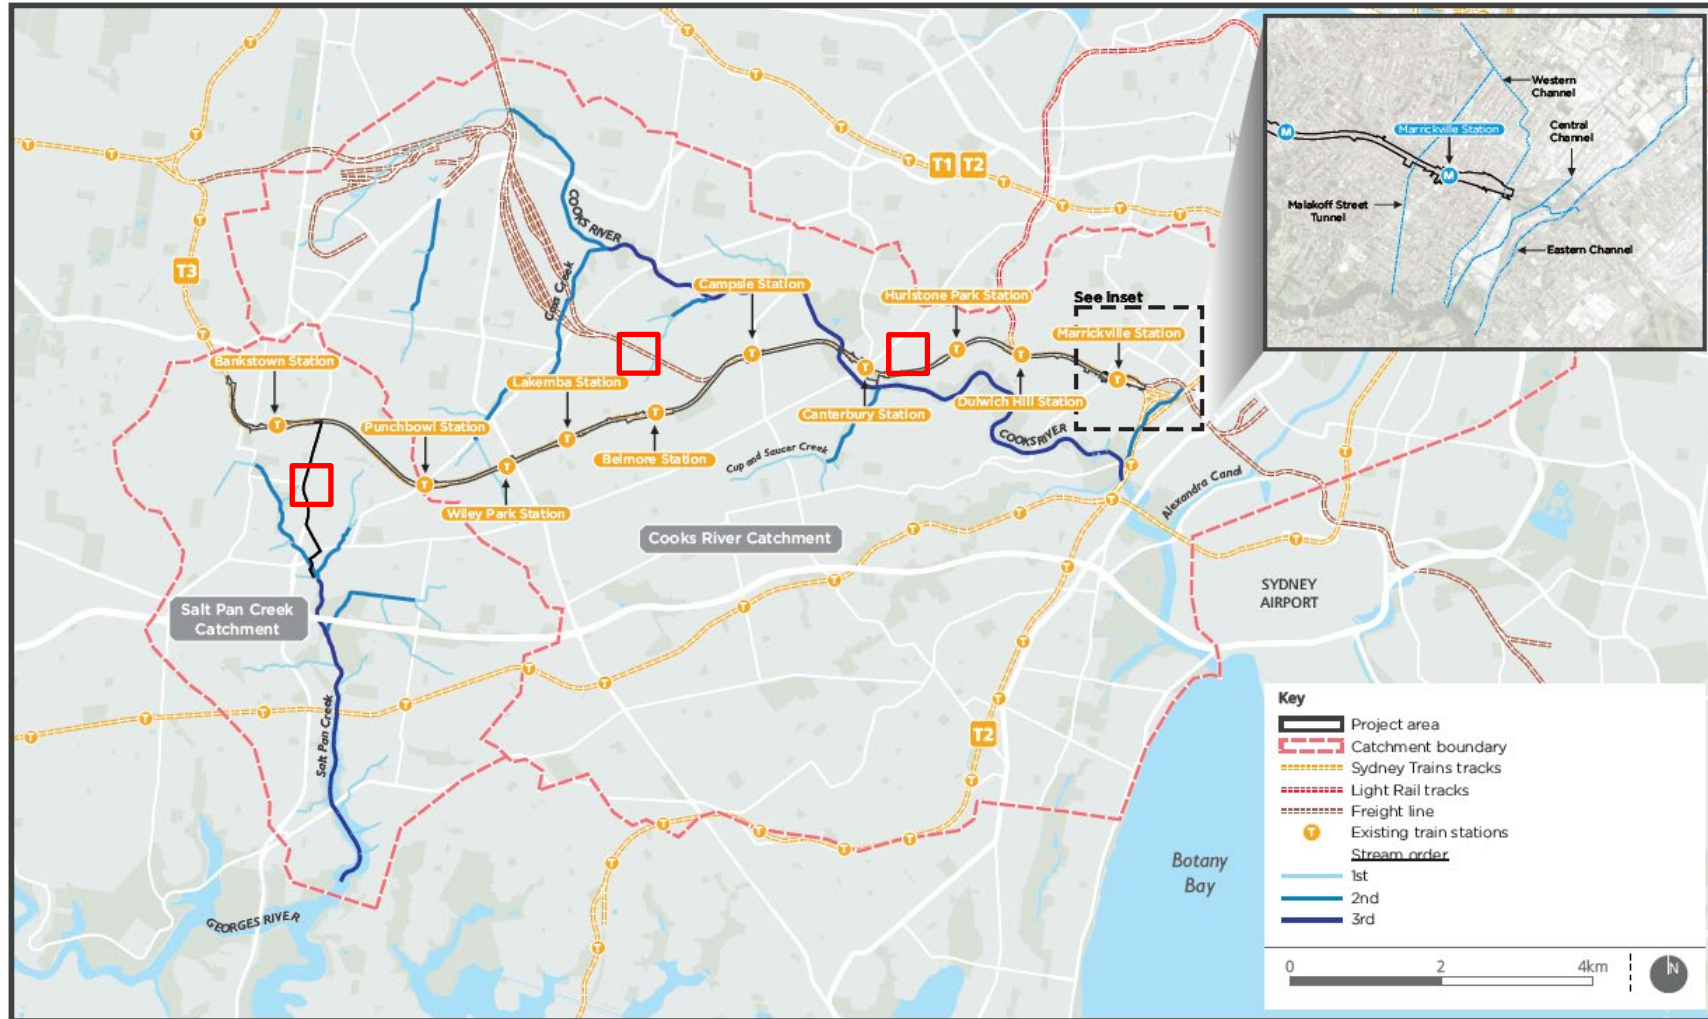 T1 T2
Western
Channel
Marrickville Station
Central
Channel
M
M
Malakoff Street
Tunnel
Eastern Channel
COOKS RIVER
T3
Coxs Creek
Campsie Station
Hurlstone Park Station
See Inset
Marrickville Station
Bankstown Station
Lakemba Station
Punchbowl Station
Canterbury Station
Dulwich Hill Station
Belmore Station
Cup and Saucer Creek
COOKS RIVER
Wiley Park Station
Alexandra Canal
Cooks River Catchment
SYDNEY
AIRPORT
Salt Pan Creek
Catchment
Salt Pan Creek
T2
Botany
Bay
GEORGES RIVER
Key
Project area
Catchment boundary
Sydney Trains tracks
Light Rail tracks
Freight line
T Existing train stations
Stream order
1st
2nd
3rd
0 2 4km
N